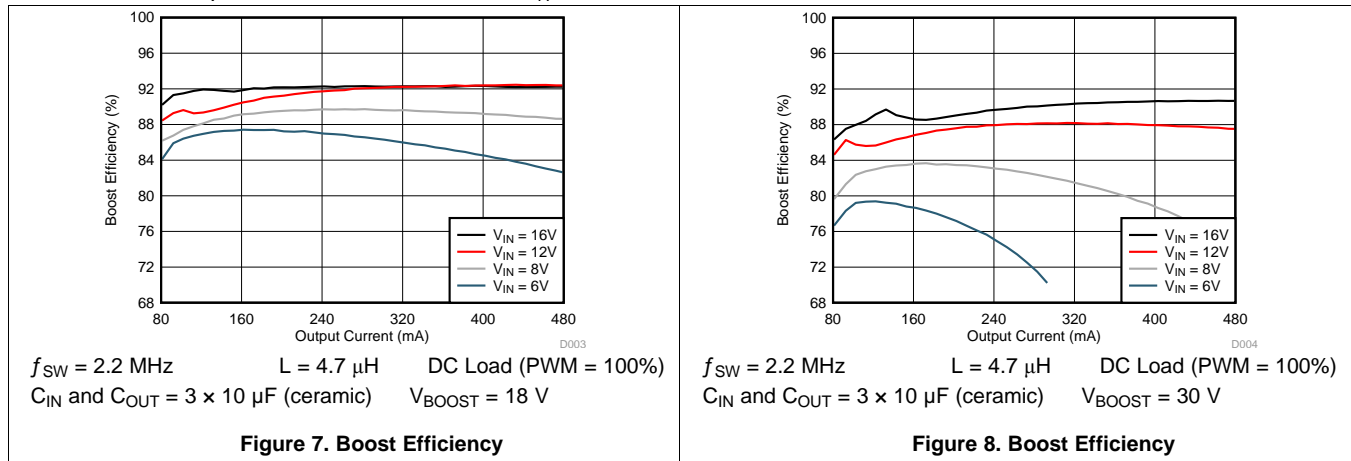 100
96
92
88
84
80
76
72
68
Boost Efficiency (%)
V_IN = 16V
V_IN = 12V
V_IN = 8V
V_IN = 6V
80 160 240 320 400 480
Output Current (mA)
D003
ƒ_SW = 2.2 MHz L = 4.7 μH DC Load (PWM = 100%)
C_IN and C_OUT = 3 × 10 μF (ceramic) V_BOOST = 18 V
Figure 7. Boost Efficiency
100
96
92
88
84
80
76
72
68
Boost Efficiency (%)
V_IN = 16V
V_IN = 12V
V_IN = 8V
V_IN = 6V
80 160 240 320 400 480
Output Current (mA)
D004
ƒ_SW = 2.2 MHz L = 4.7 μH DC Load (PWM = 100%)
C_IN and C_OUT = 3 × 10 μF (ceramic) V_BOOST = 30 V
Figure 8. Boost Efficiency